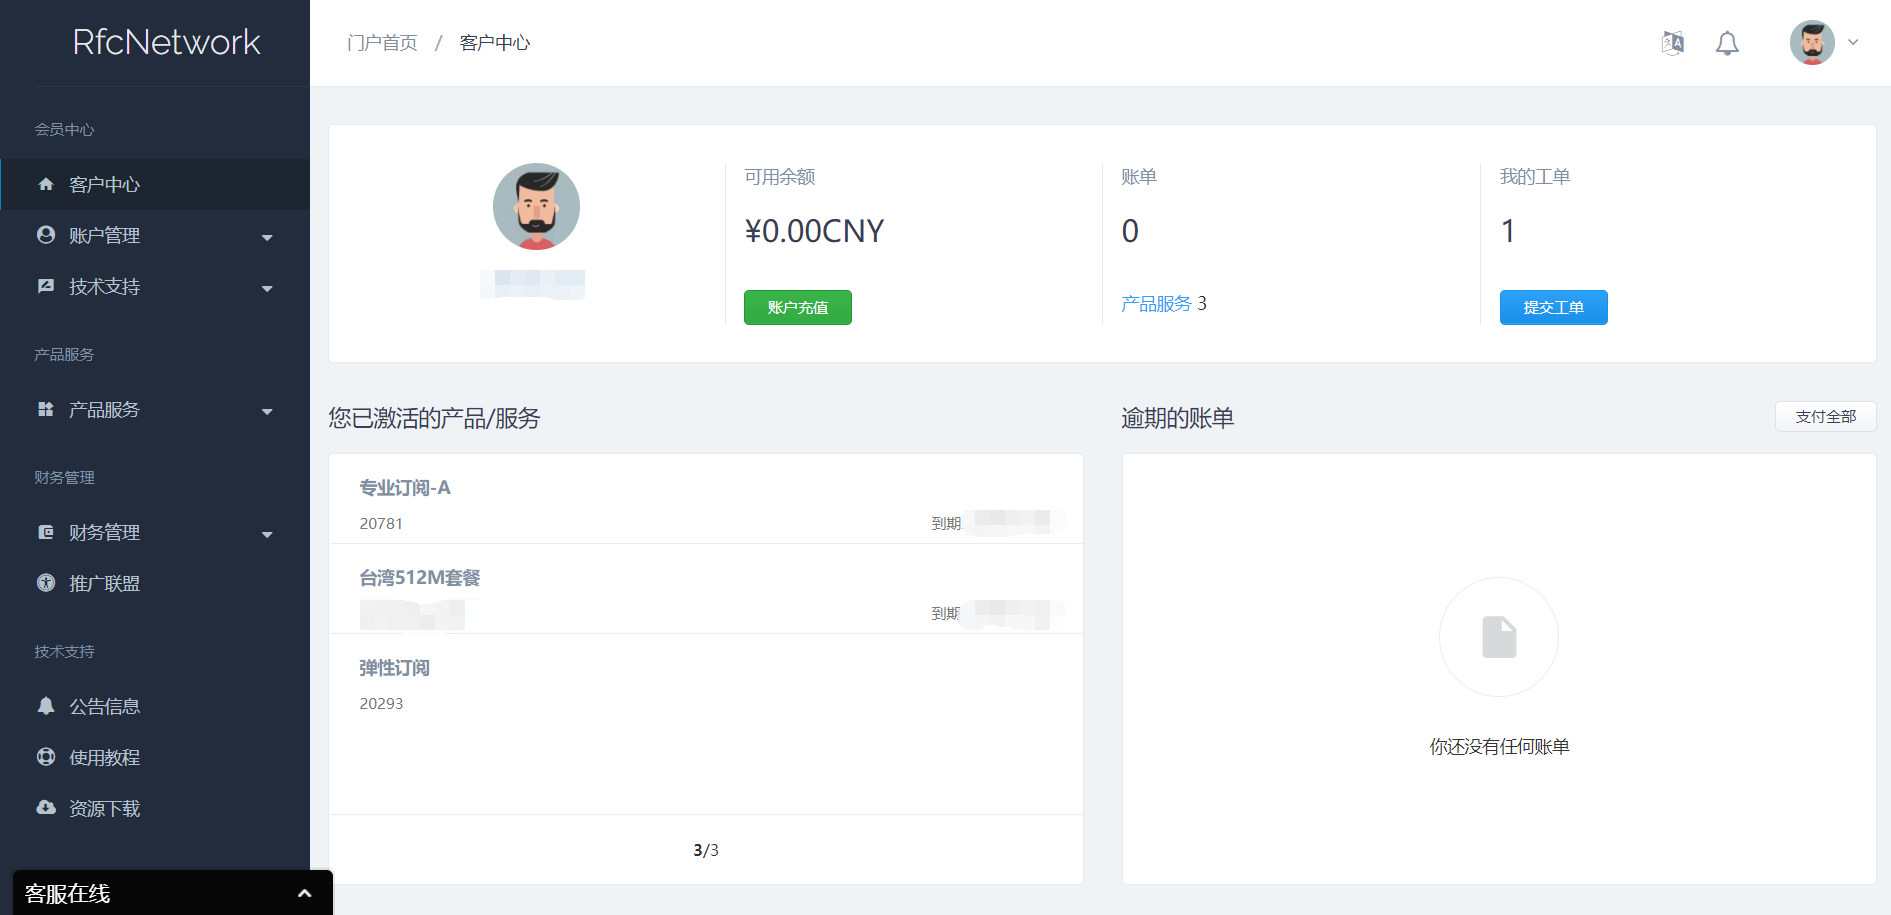 RfcNetwork
门户首页 / 客户中心
会员中心
客户中心
账户管理
技术支持
产品服务
产品服务
财务管理
财务管理
推广联盟
技术支持
公告信息
使用教程
资源下载
客服在线
可用余额
¥0.00CNY
账户充值
账单
0
产品服务 3
我的工单
1
提交工单
您已激活的产品/服务
专业订阅-A
20781
到期
台湾512M套餐
到期
弹性订阅
20293
3/3
逾期的账单
支付全部
你还没有任何账单